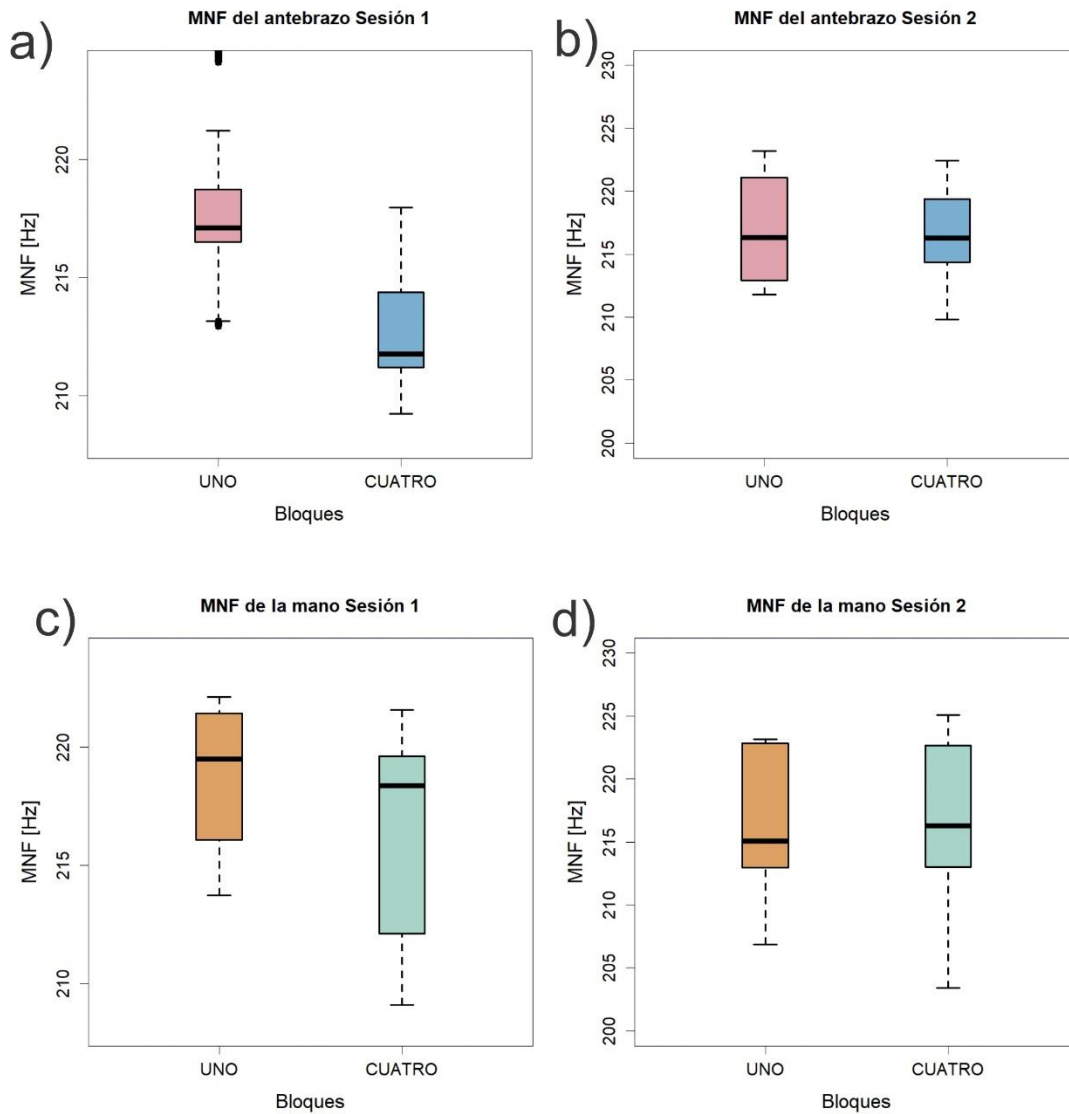 a)
MNF del antebrazo Sesión 1
MNF [Hz]
220
215
210
UNO CUATRO
Bloques
b)
MNF del antebrazo Sesión 2
MNF [Hz]
230
225
220
215
210
205
200
UNO CUATRO
Bloques
c)
MNF de la mano Sesión 1
MNF [Hz]
220
215
210
UNO CUATRO
Bloques
d)
MNF de la mano Sesión 2
MNF [Hz]
230
225
220
215
210
205
200
UNO CUATRO
Bloques